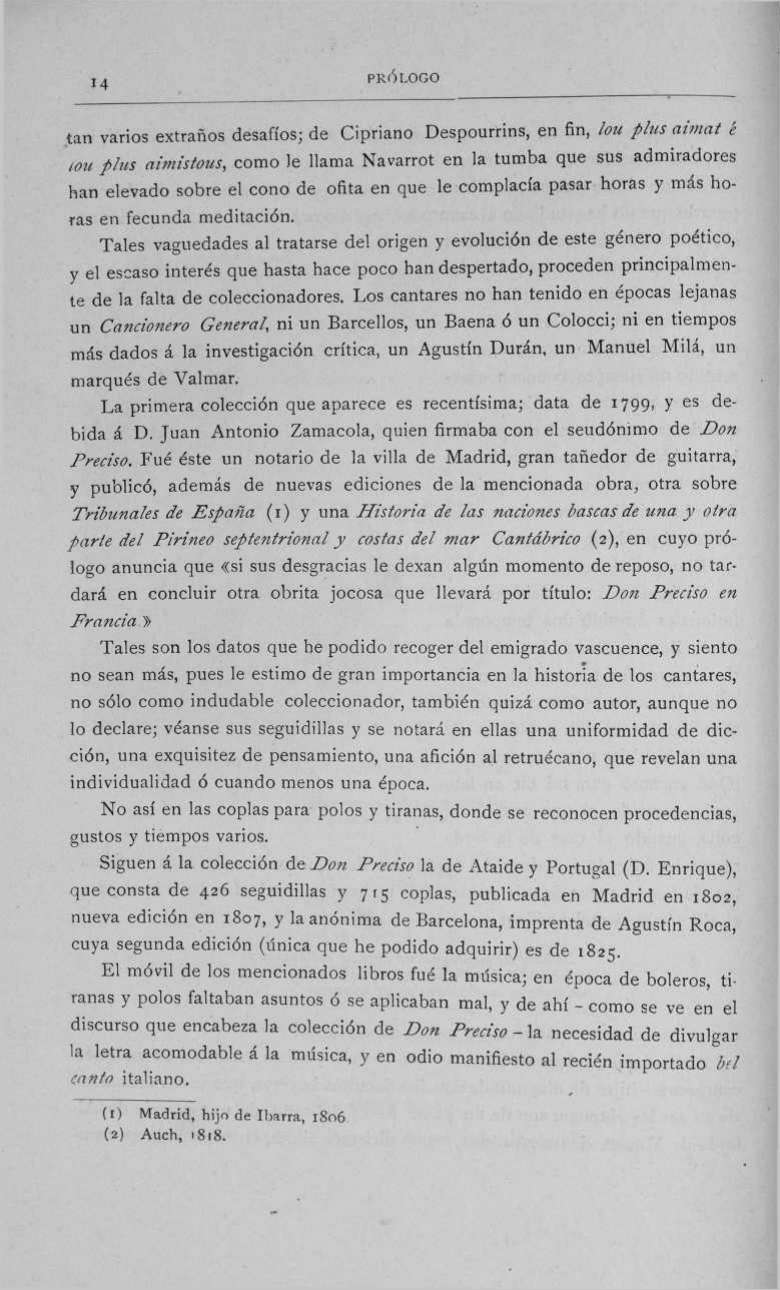 14 PRÓLOGO
tan varios extraños desafíos; de Cipriano Despourrins, en fin, lou plus aimat é
lou plus aimistous, como le llama Navarrot en la tumba que sus admiradores
han elevado sobre el cono de ofita en que le complacía pasar horas y más ho-
ras en fecunda meditación.
Tales vaguedades al tratarse del origen y evolución de este género poético,
y el escaso interés que hasta hace poco han despertado, proceden principalmen-
te de la falta de coleccionadores. Los cantares no han tenido en épocas lejanas
un Cancionero General, ni un Barcellos, un Baena ó un Colocci; ni en tiempos
más dados á la investigación crítica, un Agustín Durán, un Manuel Milá, un
marqués de Valmar.
La primera colección que aparece es recentísima; data de 1799, y es de-
bida á D. Juan Antonio Zamacola, quien firmaba con el seudónimo de Don
Preciso. Fué éste un notario de la villa de Madrid, gran tañedor de guitarra,
y publicó, además de nuevas ediciones de la mencionada obra, otra sobre
Tribunales de España (1) y una Historia de las naciones bascas de una y otra
parte del Pirineo septentrional y costas del mar Cantábrico (2), en cuyo pró-
logo anuncia que «si sus desgracias le dexan algún momento de reposo, no tar-
dará en concluir otra obrita jocosa que llevará por título: Don Preciso en
Francia.»
Tales son los datos que he podido recoger del emigrado vascuence, y siento
no sean más, pues le estimo de gran importancia en la historia de los cantares,
no sólo como indudable coleccionador, también quizá como autor, aunque no
lo declare; véanse sus seguidillas y se notará en ellas una uniformidad de dic-
ción, una exquisitez de pensamiento, una afición al retruécano, que revelan una
individualidad ó cuando menos una época.
No así en las coplas para polos y tiranas, donde se reconocen procedencias,
gustos y tiempos varios.
Siguen á la colección de Don Preciso la de Ataide y Portugal (D. Enrique),
que consta de 426 seguidillas y 715 coplas, publicada en Madrid en 1802,
nueva edición en 1807, y la anónima de Barcelona, imprenta de Agustín Roca,
cuya segunda edición (única que he podido adquirir) es de 1825.
El móvil de los mencionados libros fué la música; en época de boleros, ti-
ranas y polos faltaban asuntos ó se aplicaban mal, y de ahí – como se ve en el
discurso que encabeza la colección de Don Preciso – la necesidad de divulgar
la letra acomodable á la música, y en odio manifiesto al recién importado bel
canto italiano.
(1) Madrid, hijo de Ibarra, 1806.
(2) Auch, 1818.